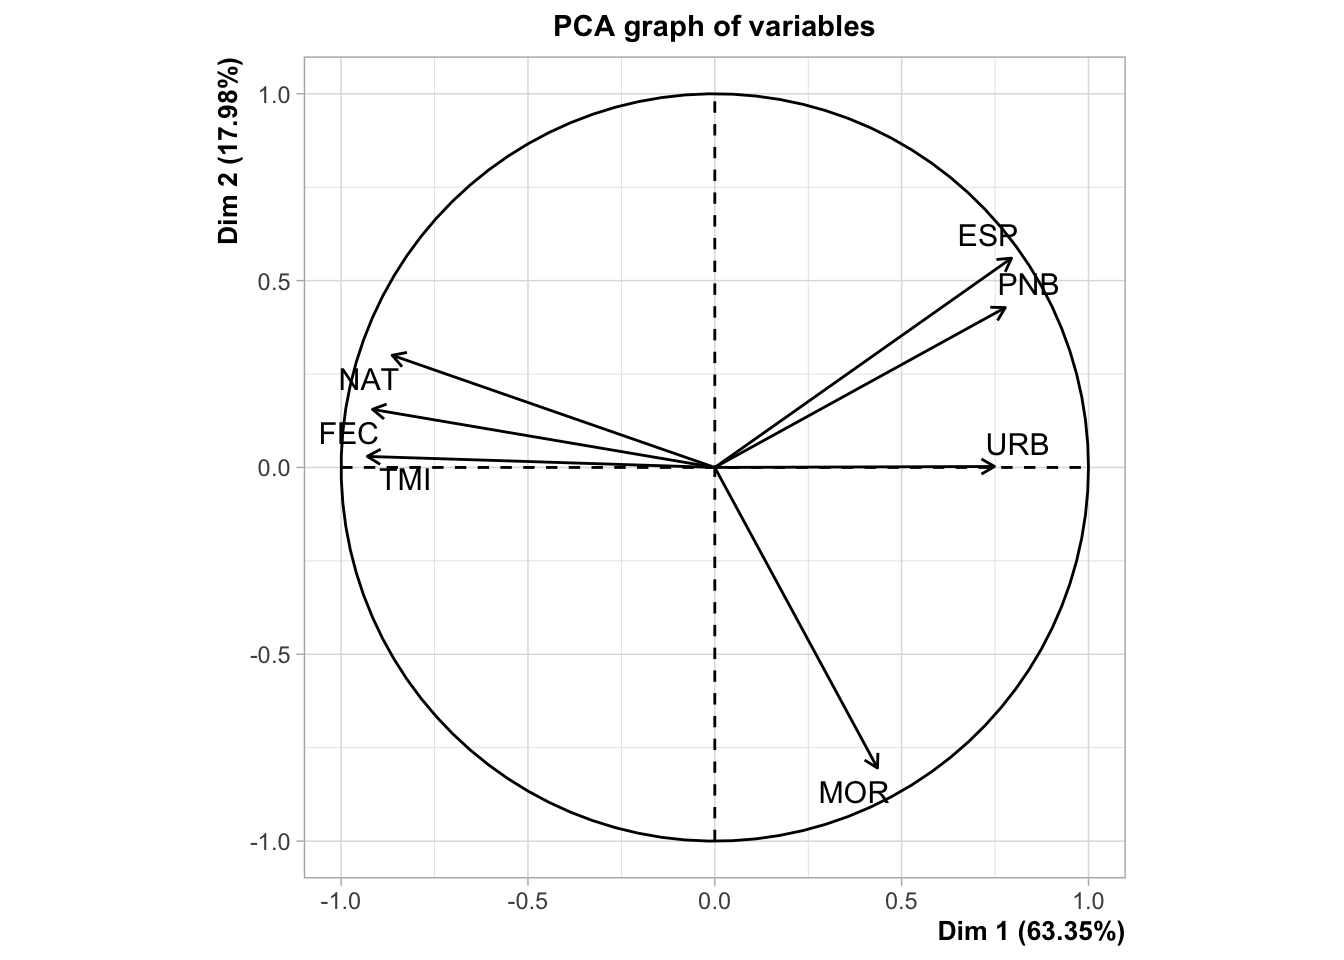 PCA graph of variables
Dim 2 (17.98%)
1.0
0.5
0.0
-0.5
-1.0
ESP
PNB
NAT
FEC
URB
TMI
MOR
-1.0
-0.5
0.0
0.5
1.0
Dim 1 (63.35%)